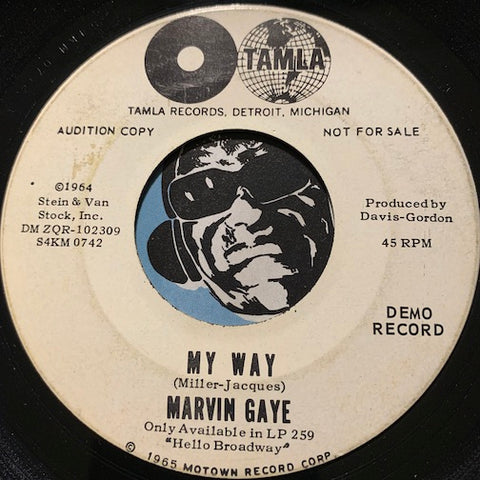 TAMLA
TAMLA RECORDS, DETROIT, MICHIGAN
AUDITION COPY
NOT FOR SALE
©1964
Stein & Van
Stock, Inc.
DM ZQR-102309
S4KM 0742
Produced by
Davis-Gordon
45 RPM
DEMO
RECORD
MY WAY
(Miller-Jacques)
MARVIN GAYE
Only Available in LP 259
"Hello Broadway"
© 1965 MOTOWN RECORD CORP.